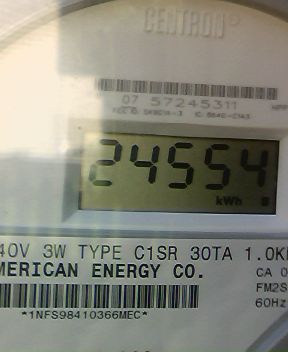 CENTRON®
07 57245311
24554
kWh
40V 3W TYPE C1SR 30TA 1.0K
MERICAN ENERGY CO.
CA 0
FM2S
60Hz
*1NFS98410366MEC*